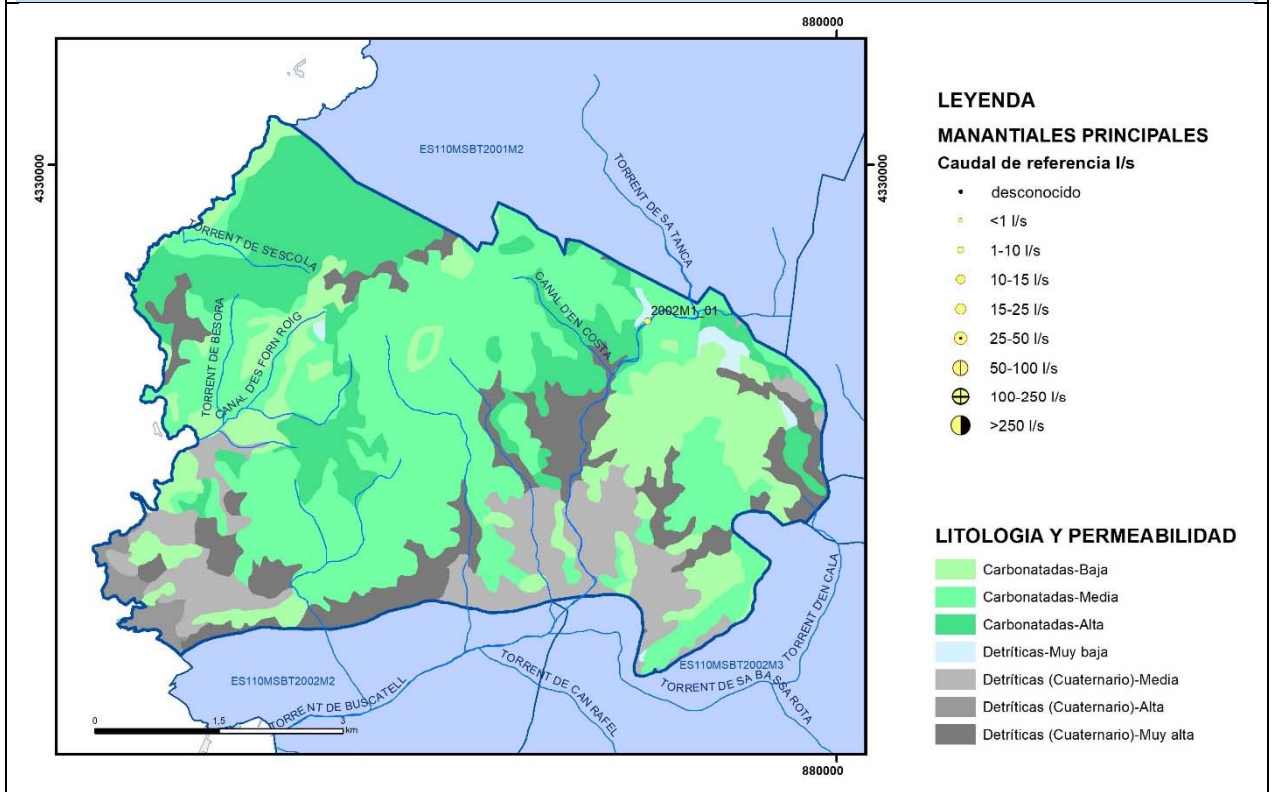 880000
4330000
4330000
ES110MSBT2001M2
TORRENT DE SA TANCA
TORRENT DE S'ESCOLA
CANAL D'EN COSTA
2002M1_01
TORRENT DE BESORA
CANAL D'ES FORN ROIG
ES110MSBT2002M2
ES110MSBT2002M3
TORRENT D'EN CALA
TORRENT DE BUSCATELL
TORRENT DE CAN RAFEL
TORRENT DE SA BASSA ROTA
0 1,5 3
km
880000
LEYENDA
MANANTIALES PRINCIPALES
Caudal de referencia l/s
desconocido
<1 l/s
1-10 l/s
10-15 l/s
15-25 l/s
25-50 l/s
50-100 l/s
100-250 l/s
>250 l/s
LITOLOGIA Y PERMEABILIDAD
Carbonatadas-Baja
Carbonatadas-Media
Carbonatadas-Alta
Detríticas-Muy baja
Detríticas (Cuaternario)-Media
Detríticas (Cuaternario)-Alta
Detríticas (Cuaternario)-Muy alta